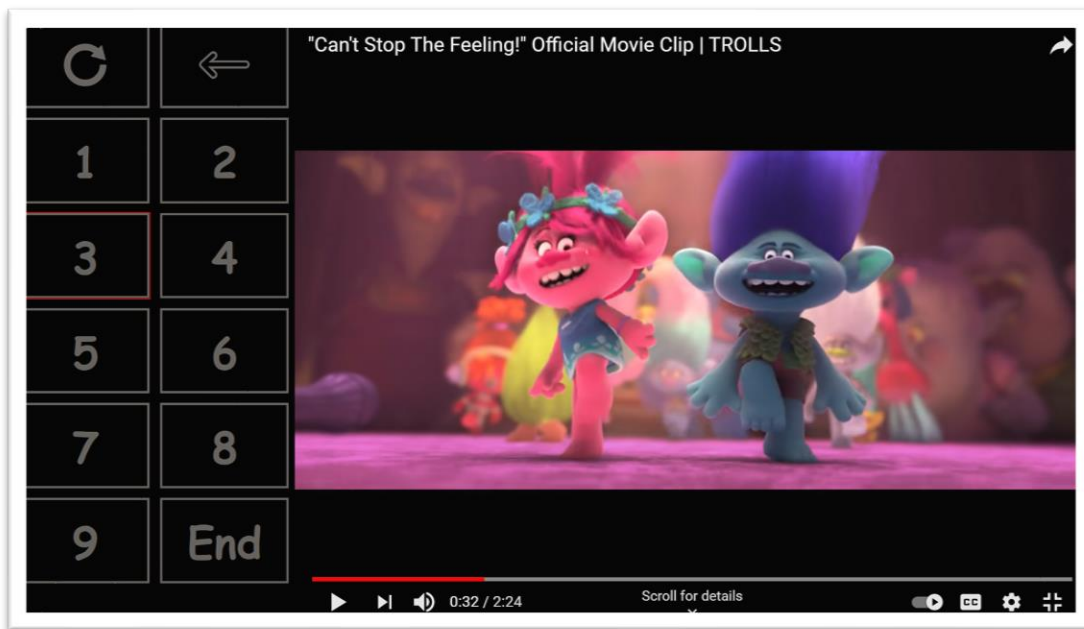 "Can't Stop The Feeling!" Official Movie Clip | TROLLS
1 2
3 4
5 6
7 8
9 End
0:32 / 2:24
Scroll for details
CC